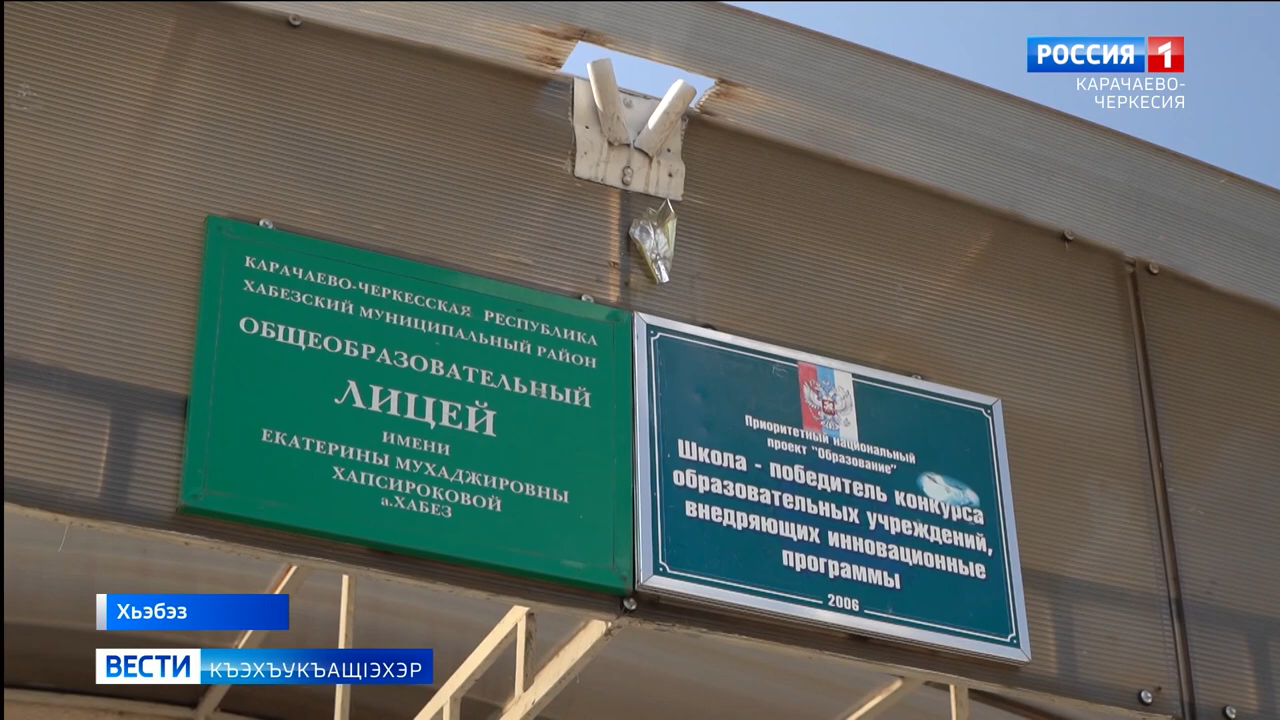 РОССИЯ 1
КАРАЧАЕВО-
ЧЕРКЕСИЯ
КАРАЧАЕВО-ЧЕРКЕССКАЯ РЕСПУБЛИКА
ХАБЕЗСКИЙ МУНИЦИПАЛЬНЫЙ РАЙОН
ОБЩЕОБРАЗОВАТЕЛЬНЫЙ
ЛИЦЕЙ
ИМЕНИ
ЕКАТЕРИНЫ МУХАДЖИРОВНЫ
ХАПСИРОКОВОЙ
а.ХАБЕЗ
Приоритетный национальный
проект "Образование"
Школа - победитель конкурса
образовательных учреждений,
внедряющих инновационные
программы
2006
Хьэбэз
ВЕСТИ КЪЭХЪУКЪАЩІЭХЭР